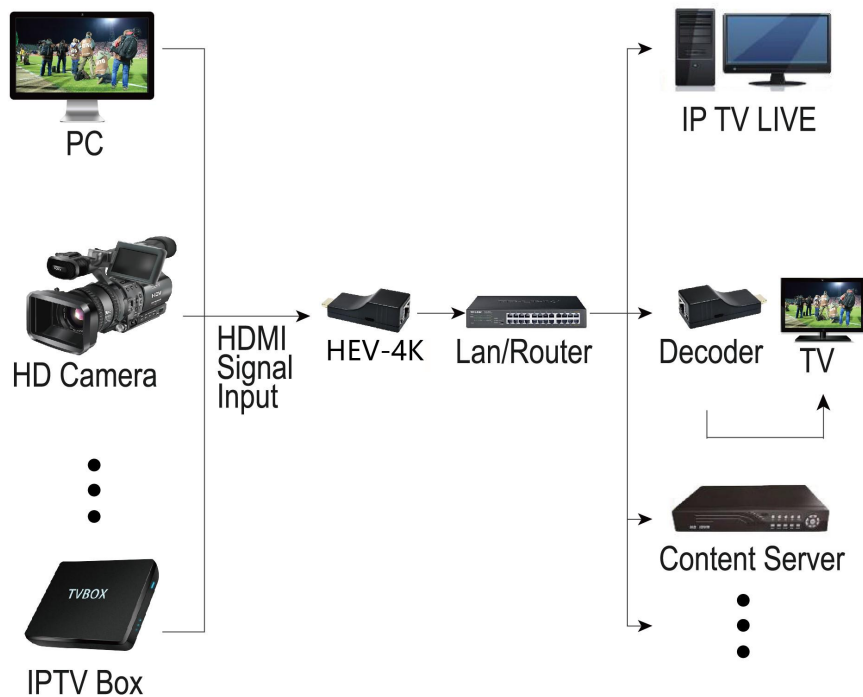 PC
IP TV LIVE
HD Camera
HDMI
Signal
Input
HEV-4K
Lan/Router
Decoder
TV
Content Server
TVBOX
IPTV Box